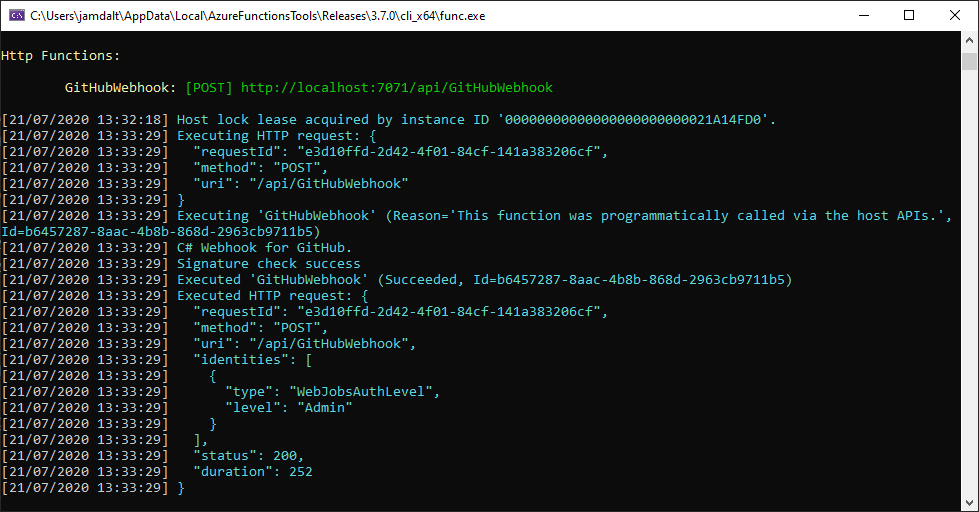 C:\Users\jamdalt\AppData\Local\AzureFunctionsTools\Releases\3.7.0\cli_x64\func.exe
Http Functions:
GitHubWebhook: [POST] http://localhost:7071/api/GitHubWebhook
[21/07/2020 13:32:18] Host lock lease acquired by instance ID '00000000000000000000000021A14FD0'.
[21/07/2020 13:33:29] Executing HTTP request: {
[21/07/2020 13:33:29]   "requestId": "e3d10ffd-2d42-4f01-84cf-141a383206cf",
[21/07/2020 13:33:29]   "method": "POST",
[21/07/2020 13:33:29]   "uri": "/api/GitHubWebhook"
[21/07/2020 13:33:29] }
[21/07/2020 13:33:29] Executing 'GitHubWebhook' (Reason='This function was programmatically called via the host APIs.',
Id=b6457287-8aac-4b8b-868d-2963cb9711b5)
[21/07/2020 13:33:29] C# Webhook for GitHub.
[21/07/2020 13:33:29] Signature check success
[21/07/2020 13:33:29] Executed 'GitHubWebhook' (Succeeded, Id=b6457287-8aac-4b8b-868d-2963cb9711b5)
[21/07/2020 13:33:29] Executed HTTP request: {
[21/07/2020 13:33:29]   "requestId": "e3d10ffd-2d42-4f01-84cf-141a383206cf",
[21/07/2020 13:33:29]   "method": "POST",
[21/07/2020 13:33:29]   "uri": "/api/GitHubWebhook",
[21/07/2020 13:33:29]   "identities": [
[21/07/2020 13:33:29]     {
[21/07/2020 13:33:29]       "type": "WebJobsAuthLevel",
[21/07/2020 13:33:29]       "level": "Admin"
[21/07/2020 13:33:29]     }
[21/07/2020 13:33:29]   ],
[21/07/2020 13:33:29]   "status": 200,
[21/07/2020 13:33:29]   "duration": 252
[21/07/2020 13:33:29] }